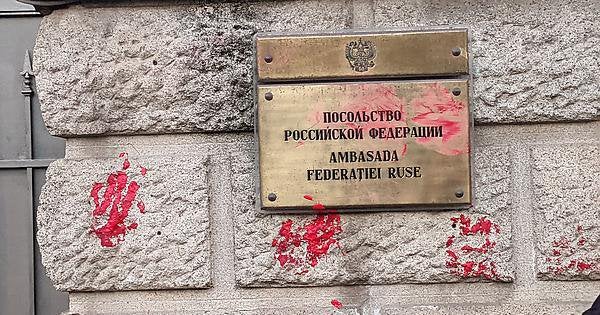 ПОСОЛЬСТВО
РОССИЙСКОЙ ФЕДЕРАЦИИ
AMBASADA
FEDERAȚIEI RUSE